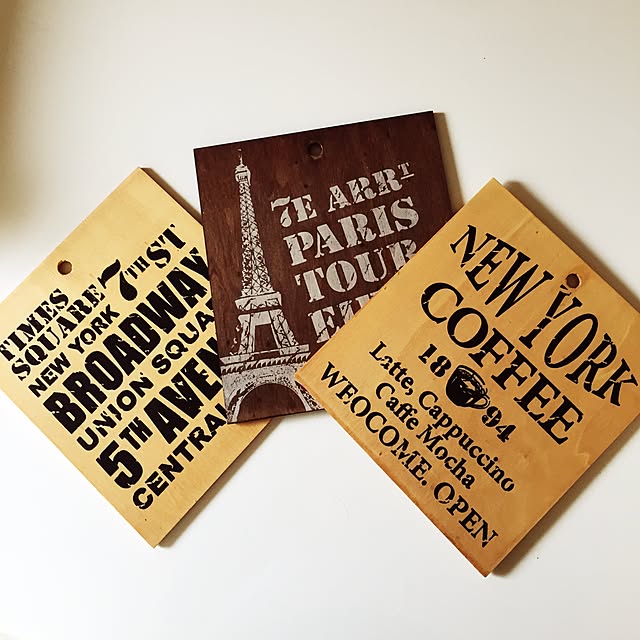 TIMES
SQUARE 7TH ST
NEW YORK
BROADWAY
UNION SQUA
5TH AVEN
CENTRAL
7E ARRT
PARIS
TOUR
NEW YORK
COFFEE
18 94
Latte, Cappuccino
Caffe Mocha
WEOCOME. OPEN